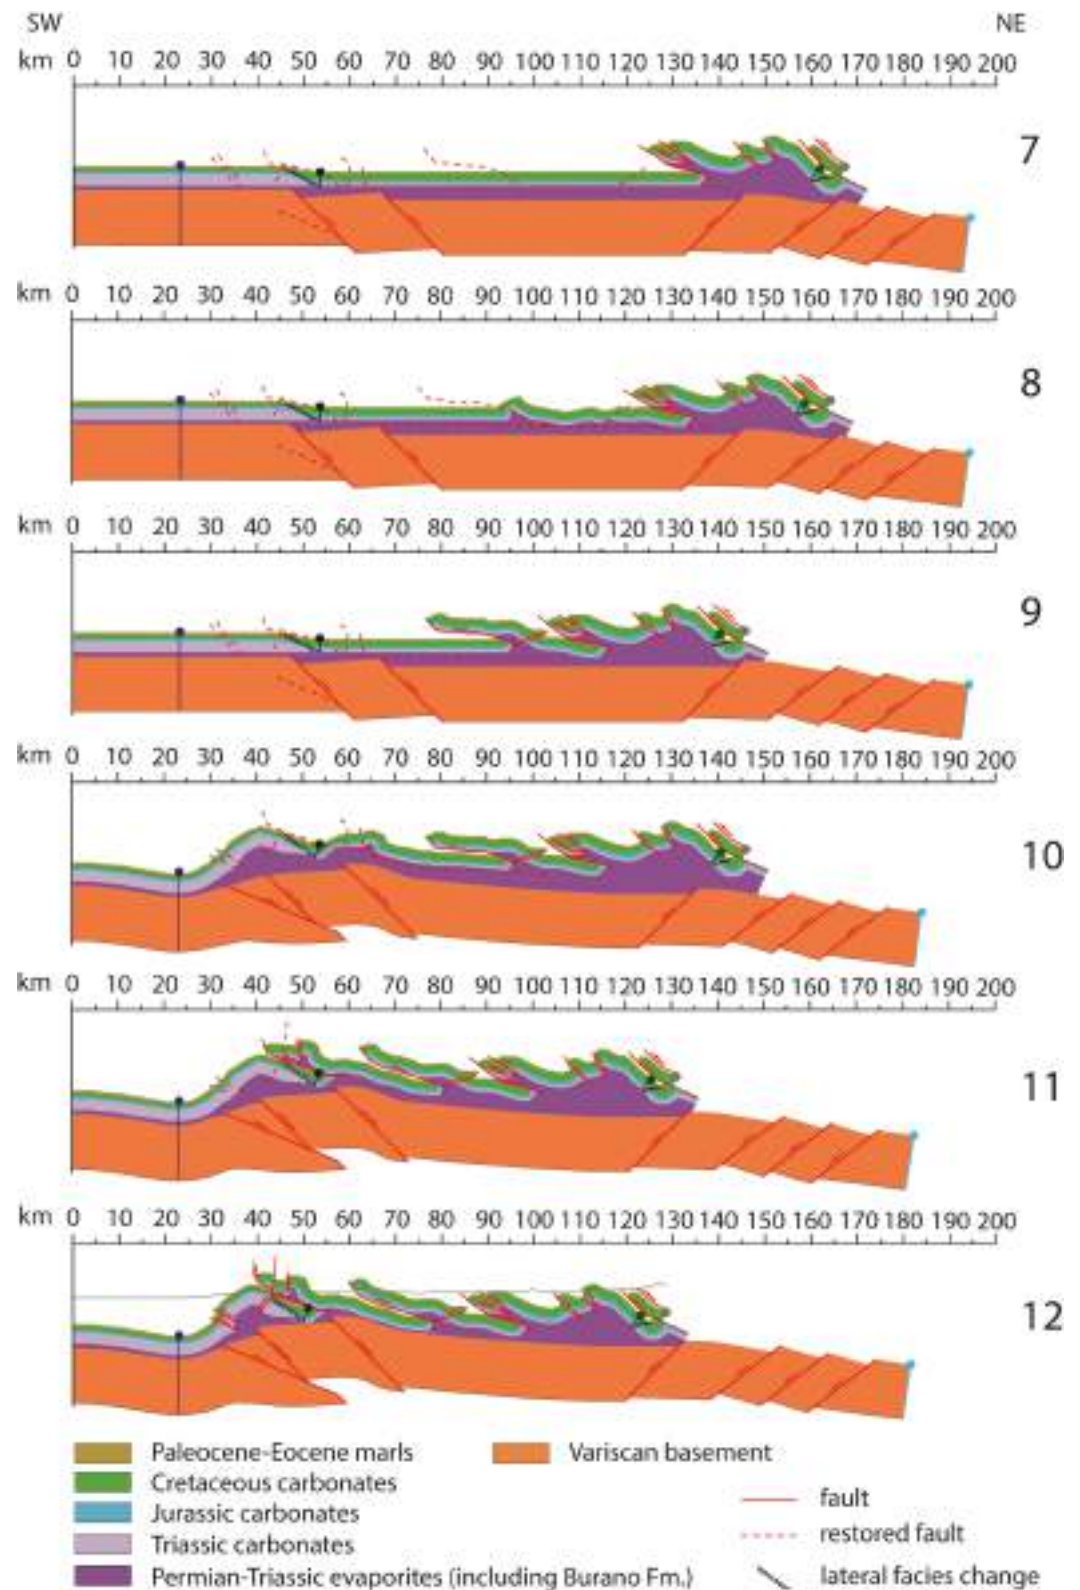 SW NE
km 0 10 20 30 40 50 60 70 80 90 100 110 120 130 140 150 160 170 180 190 200
7
km 0 10 20 30 40 50 60 70 80 90 100 110 120 130 140 150 160 170 180 190 200
8
km 0 10 20 30 40 50 60 70 80 90 100 110 120 130 140 150 160 170 180 190 200
9
km 0 10 20 30 40 50 60 70 80 90 100 110 120 130 140 150 160 170 180 190 200
10
km 0 10 20 30 40 50 60 70 80 90 100 110 120 130 140 150 160 170 180 190 200
11
km 0 10 20 30 40 50 60 70 80 90 100 110 120 130 140 150 160 170 180 190 200
12
Paleocene-Eocene marls Variscan basement
Cretaceous carbonates
Jurassic carbonates fault
Triassic carbonates restored fault
Permian-Triassic evaporites (including Burano Fm.) lateral facies change